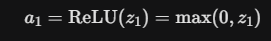 a₁ = ReLU(z₁) = max(0, z₁)